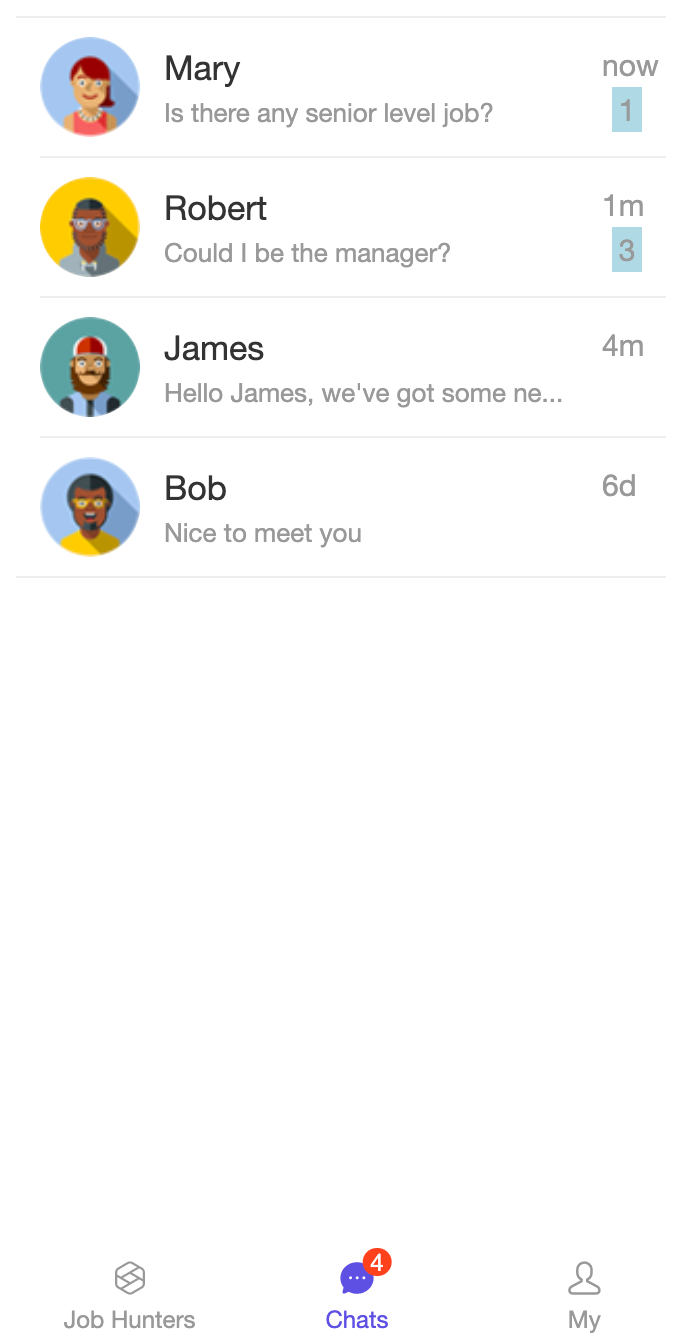 Mary
now
Is there any senior level job?
1
Robert
1m
Could I be the manager?
3
James
4m
Hello James, we've got some ne...
Bob
6d
Nice to meet you
4
Job Hunters
Chats
My